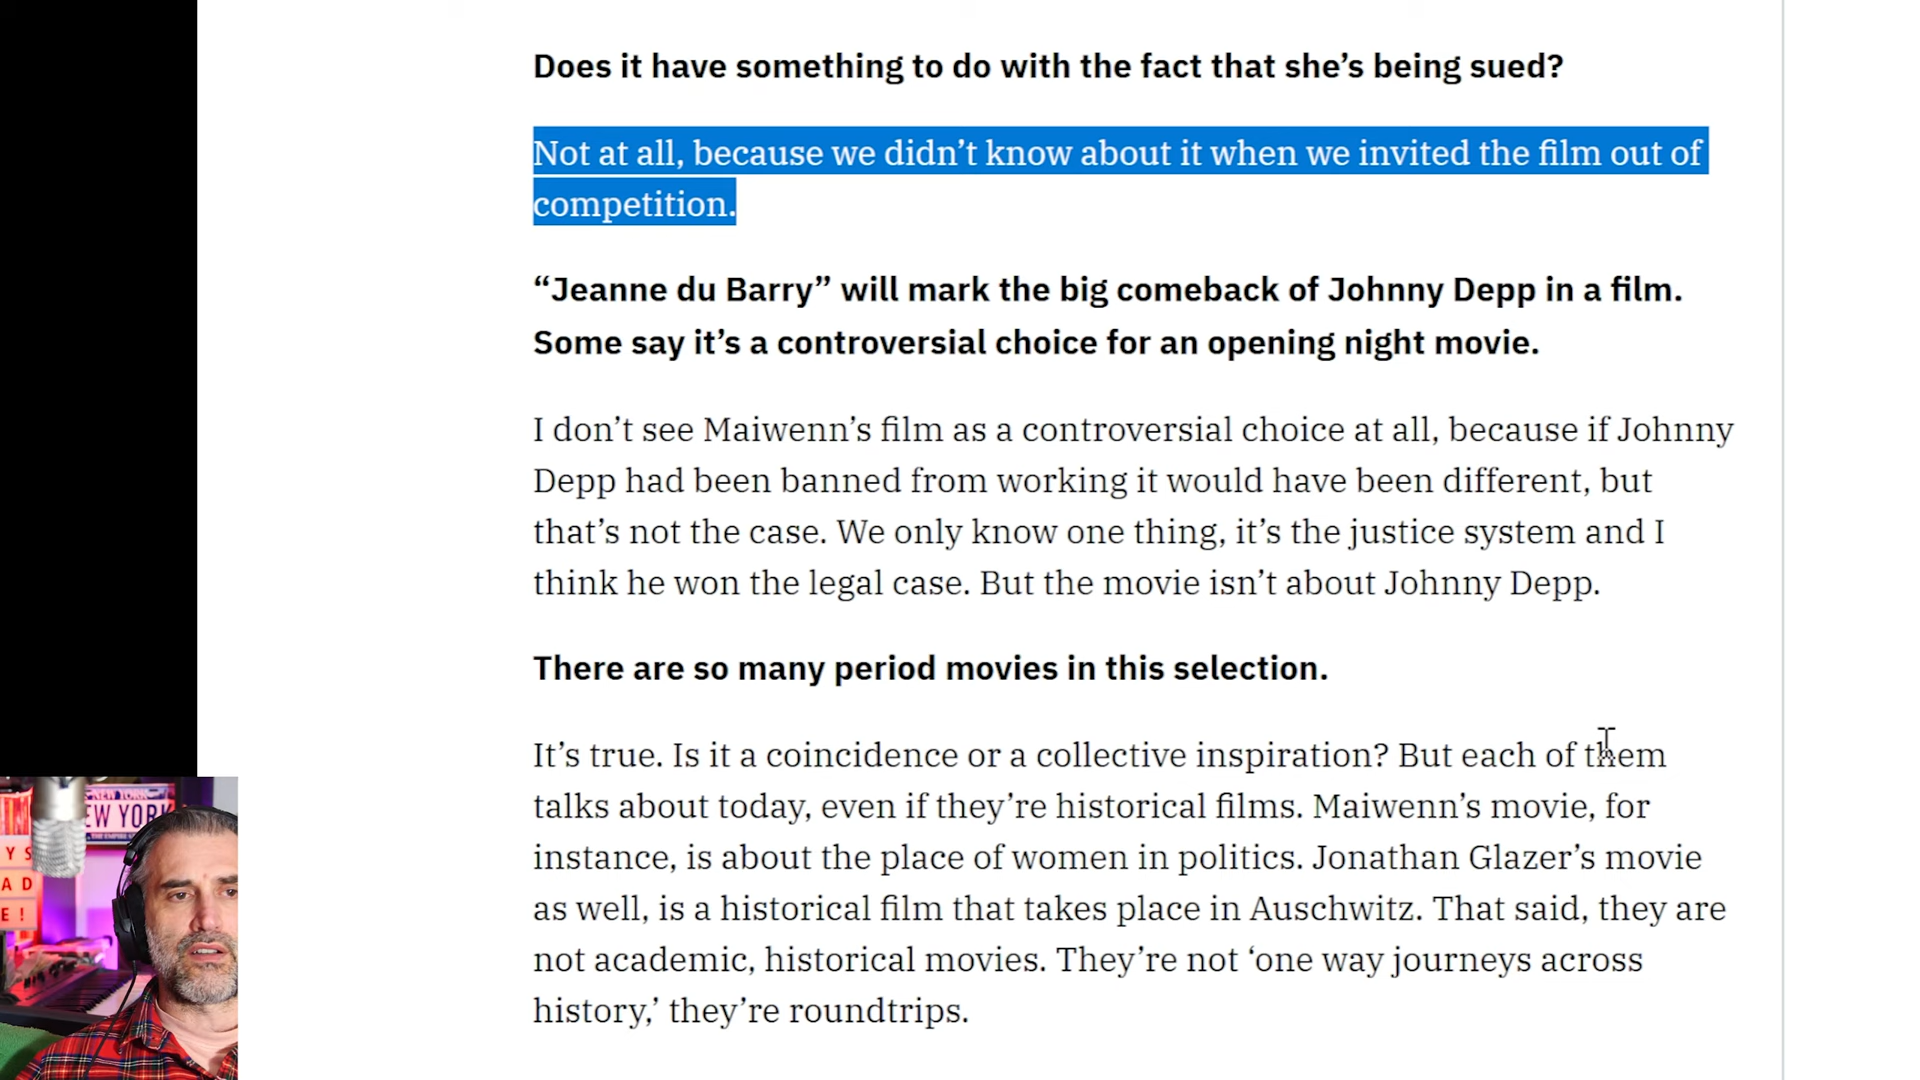 Does it have something to do with the fact that she’s being sued?
Not at all, because we didn’t know about it when we invited the film out of
competition.
“Jeanne du Barry” will mark the big comeback of Johnny Depp in a film.
Some say it’s a controversial choice for an opening night movie.
I don’t see Maiwenn’s film as a controversial choice at all, because if Johnny
Depp had been banned from working it would have been different, but
that’s not the case. We only know one thing, it’s the justice system and I
think he won the legal case. But the movie isn’t about Johnny Depp.
There are so many period movies in this selection.
It’s true. Is it a coincidence or a collective inspiration? But each of them
talks about today, even if they’re historical films. Maiwenn’s movie, for
instance, is about the place of women in politics. Jonathan Glazer’s movie
as well, is a historical film that takes place in Auschwitz. That said, they are
not academic, historical movies. They’re not ‘one way journeys across
history,’ they’re roundtrips.
NEW YORK
EW YORK
YS
AD
E!